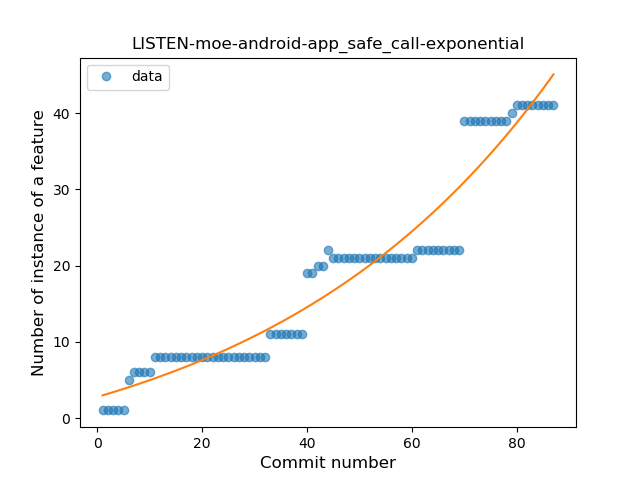 LISTEN-moe-android-app_safe_call-exponential
data
Number of instance of a feature
40
30
20
10
0
0 20 40 60 80
Commit number